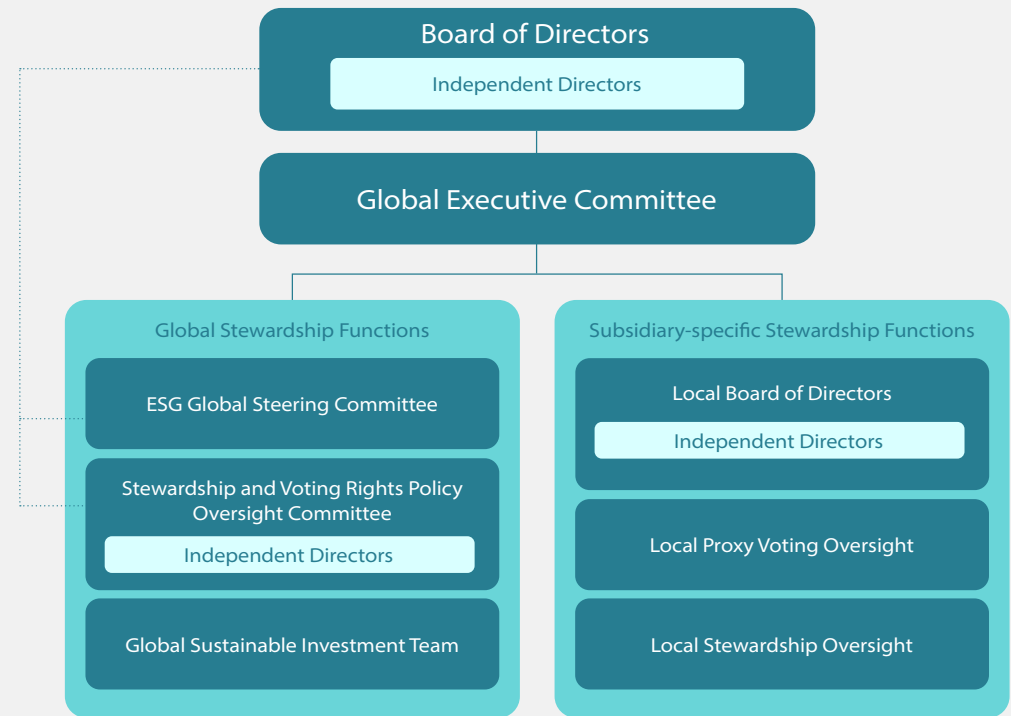 Board of Directors
Independent Directors
Global Executive Committee
Global Stewardship Functions
ESG Global Steering Committee
Stewardship and Voting Rights Policy
Oversight Committee
Independent Directors
Global Sustainable Investment Team
Subsidiary-specific Stewardship Functions
Local Board of Directors
Independent Directors
Local Proxy Voting Oversight
Local Stewardship Oversight